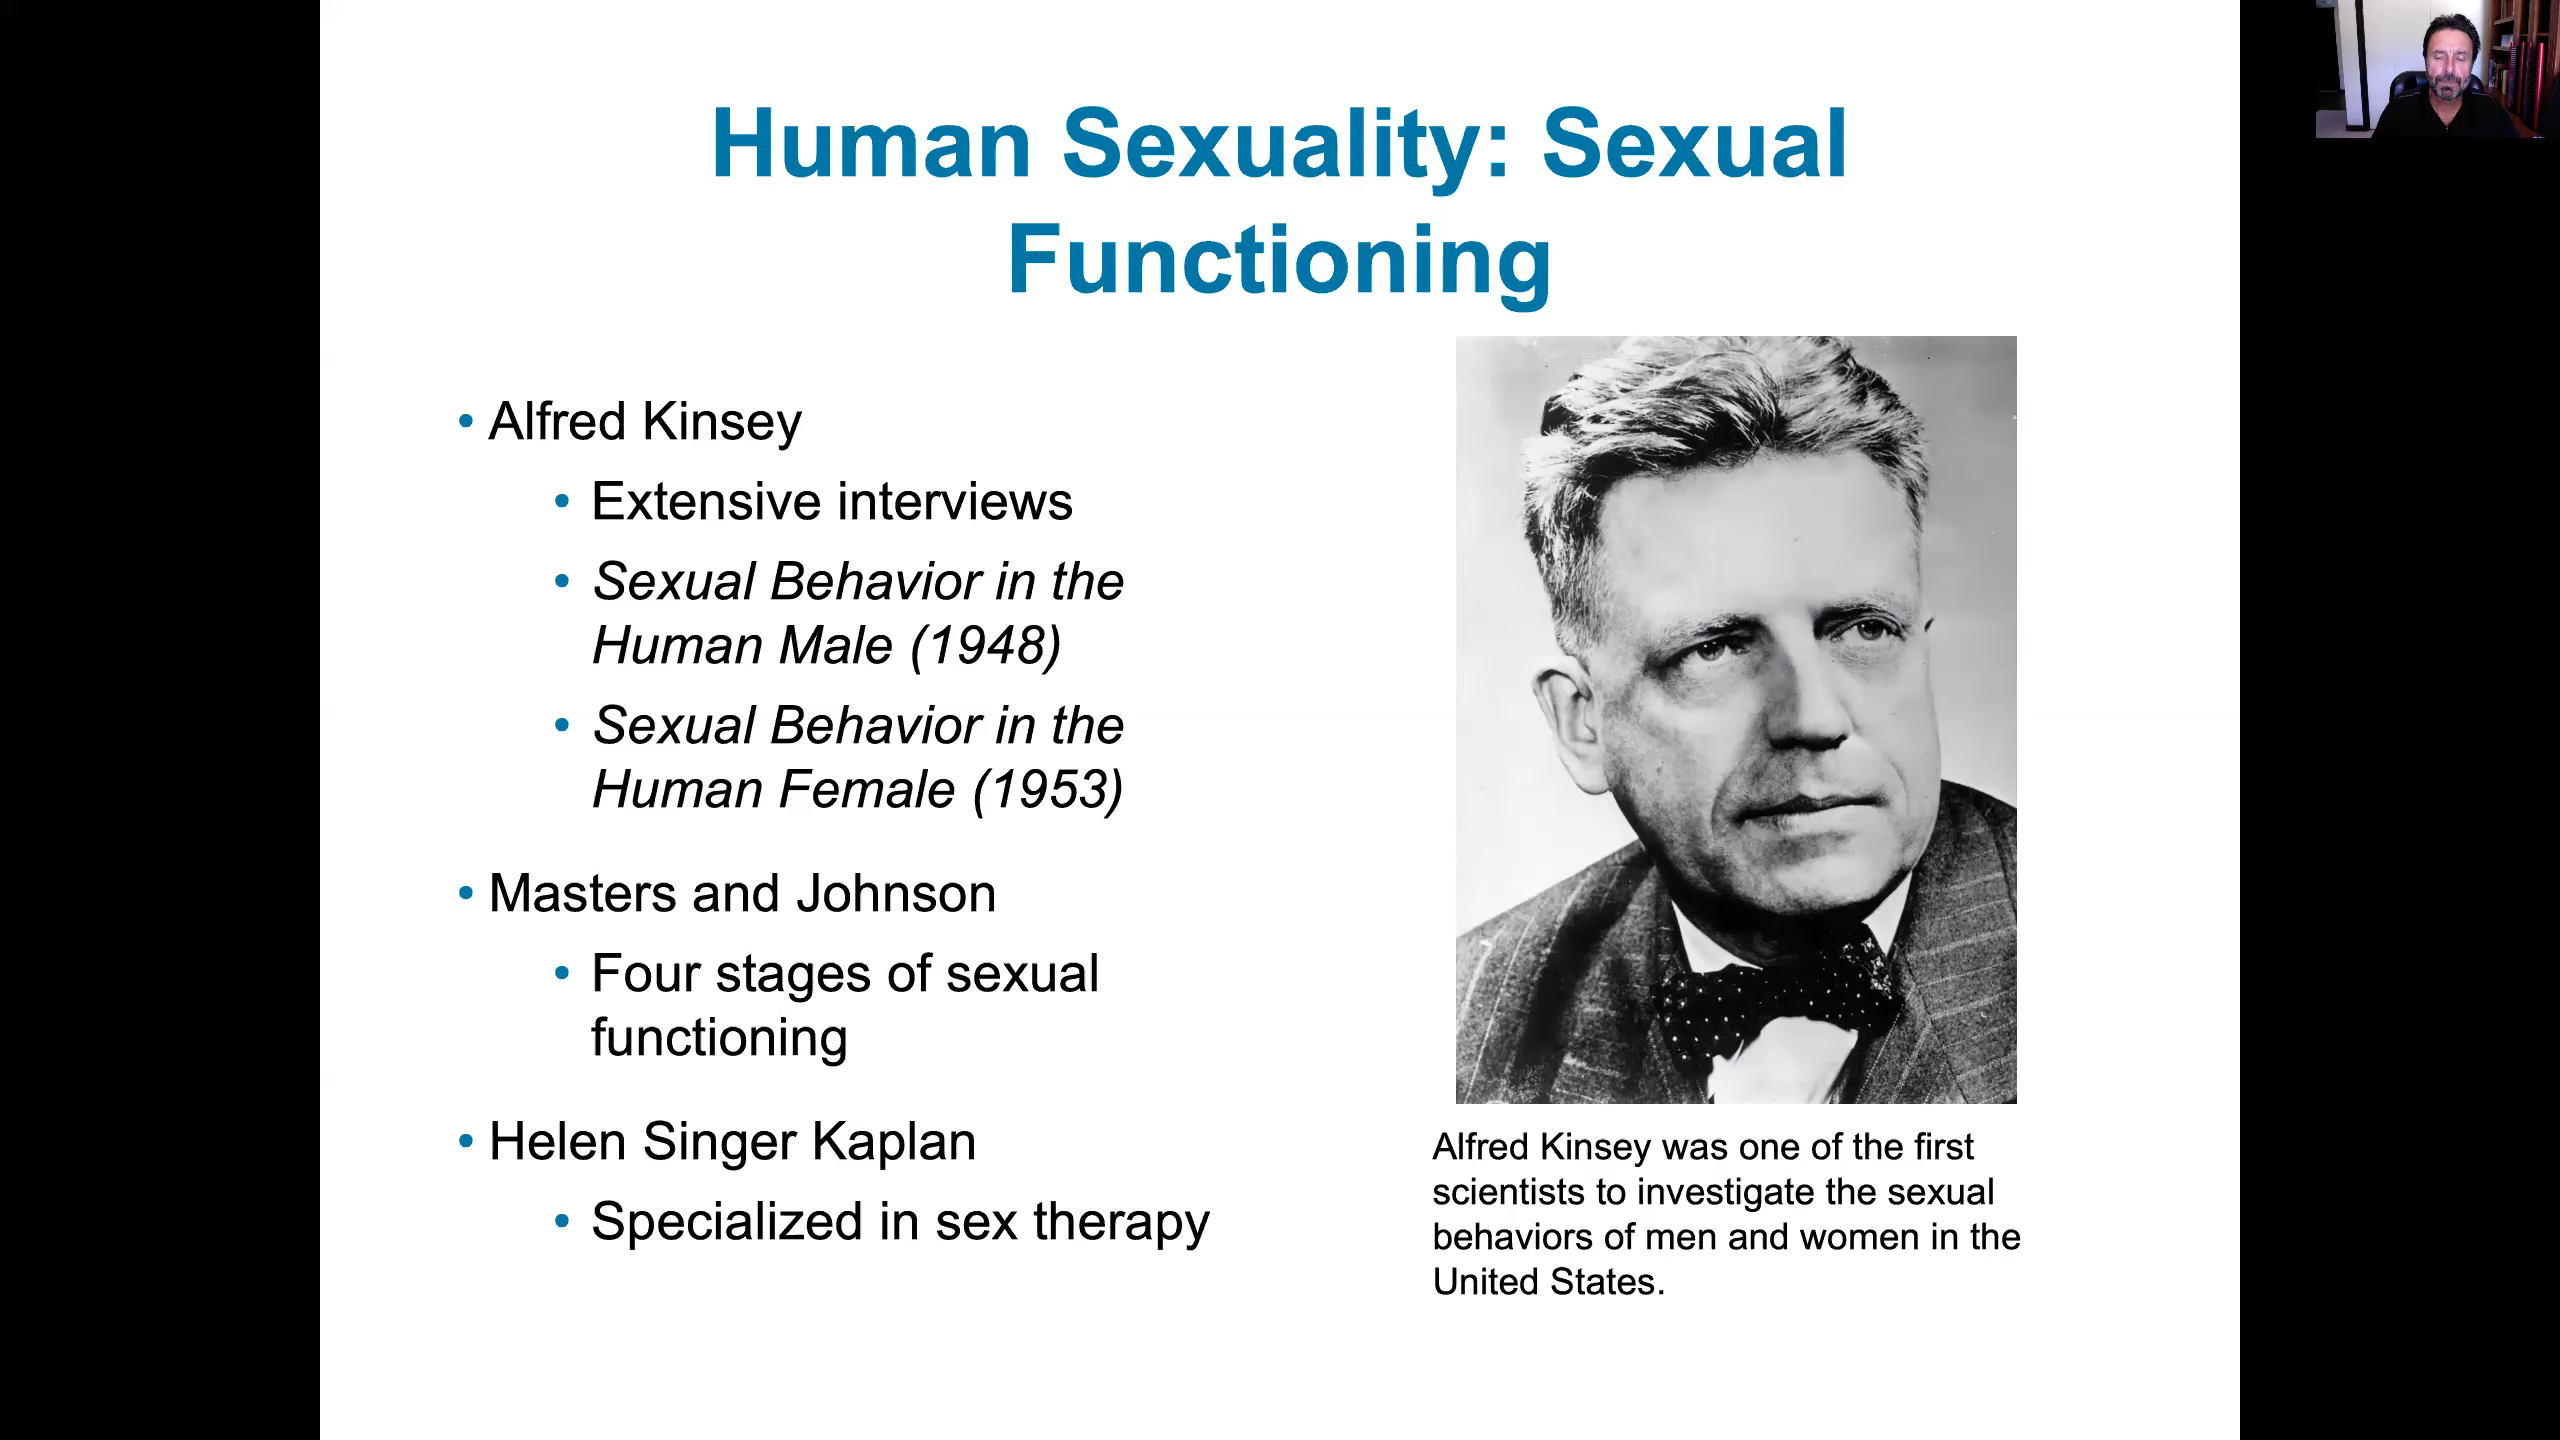 Human Sexuality: Sexual
Functioning
• Alfred Kinsey
• Extensive interviews
• Sexual Behavior in the
Human Male (1948)
• Sexual Behavior in the
Human Female (1953)
• Masters and Johnson
• Four stages of sexual
functioning
• Helen Singer Kaplan
• Specialized in sex therapy
Alfred Kinsey was one of the first
scientists to investigate the sexual
behaviors of men and women in the
United States.